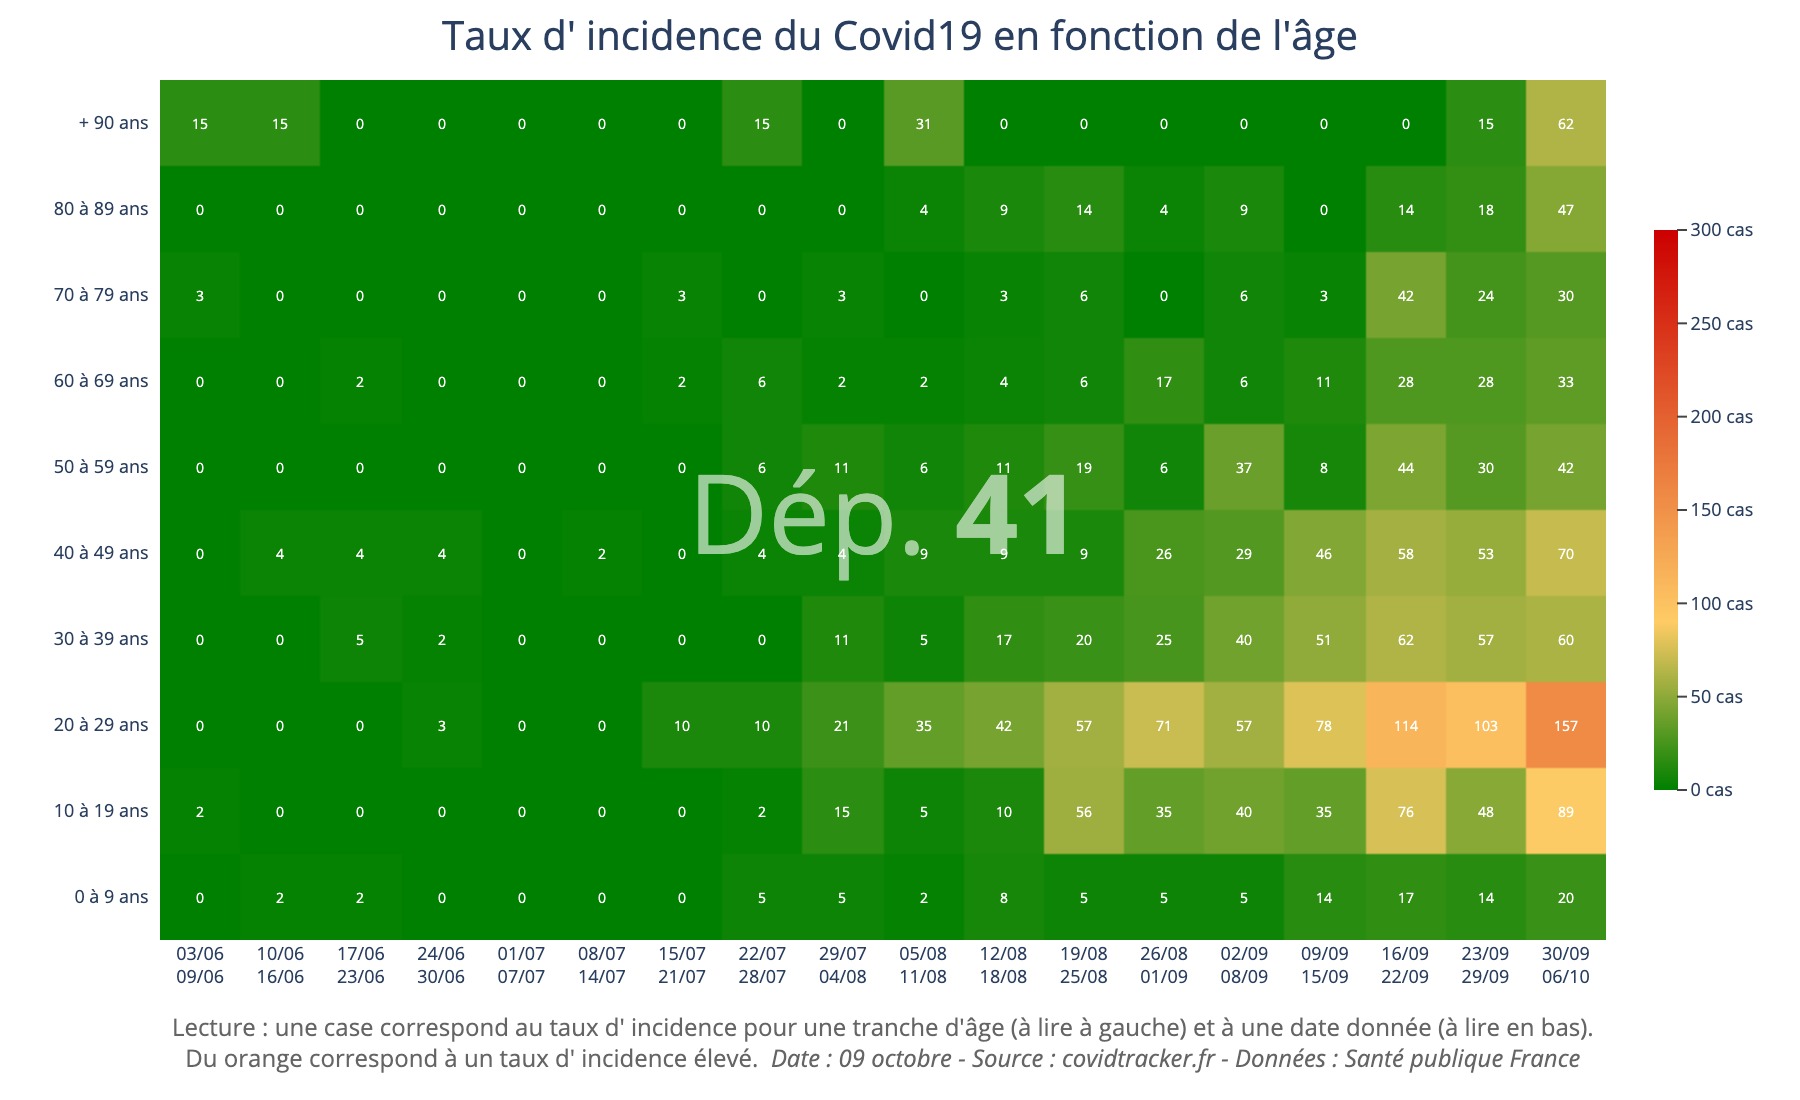 Taux d' incidence du Covid19 en fonction de l'âge
+ 90 ans 15 15 0 0 0 0 0 15 0 31 0 0 0 0 0 0 15 62
80 à 89 ans 0 0 0 0 0 0 0 0 0 4 9 14 4 9 0 14 18 47
70 à 79 ans 3 0 0 0 0 0 3 0 3 0 3 6 0 6 3 42 24 30
60 à 69 ans 0 0 2 0 0 0 2 6 2 2 4 6 17 6 11 28 28 33
50 à 59 ans 0 0 0 0 0 0 0 6 11 6 11 19 6 37 8 44 30 42
Dép. 41
40 à 49 ans 0 4 4 4 0 2 0 4 4 9 9 9 26 29 46 58 53 70
30 à 39 ans 0 0 5 2 0 0 0 0 11 5 17 20 25 40 51 62 57 60
20 à 29 ans 0 0 0 3 0 0 10 10 21 35 42 57 71 57 78 114 103 157
10 à 19 ans 2 0 0 0 0 0 0 2 15 5 10 56 35 40 35 76 48 89
0 à 9 ans 0 2 2 0 0 0 0 5 5 2 8 5 5 5 14 17 14 20
03/06 10/06 17/06 24/06 01/07 08/07 15/07 22/07 29/07 05/08 12/08 19/08 26/08 02/09 09/09 16/09 23/09 30/09
09/06 16/06 23/06 30/06 07/07 14/07 21/07 28/07 04/08 11/08 18/08 25/08 01/09 08/09 15/09 22/09 29/09 06/10
300 cas
250 cas
200 cas
150 cas
100 cas
50 cas
0 cas
Lecture : une case correspond au taux d' incidence pour une tranche d'âge (à lire à gauche) et à une date donnée (à lire en bas).
Du orange correspond à un taux d' incidence élevé. Date : 09 octobre - Source : covidtracker.fr - Données : Santé publique France